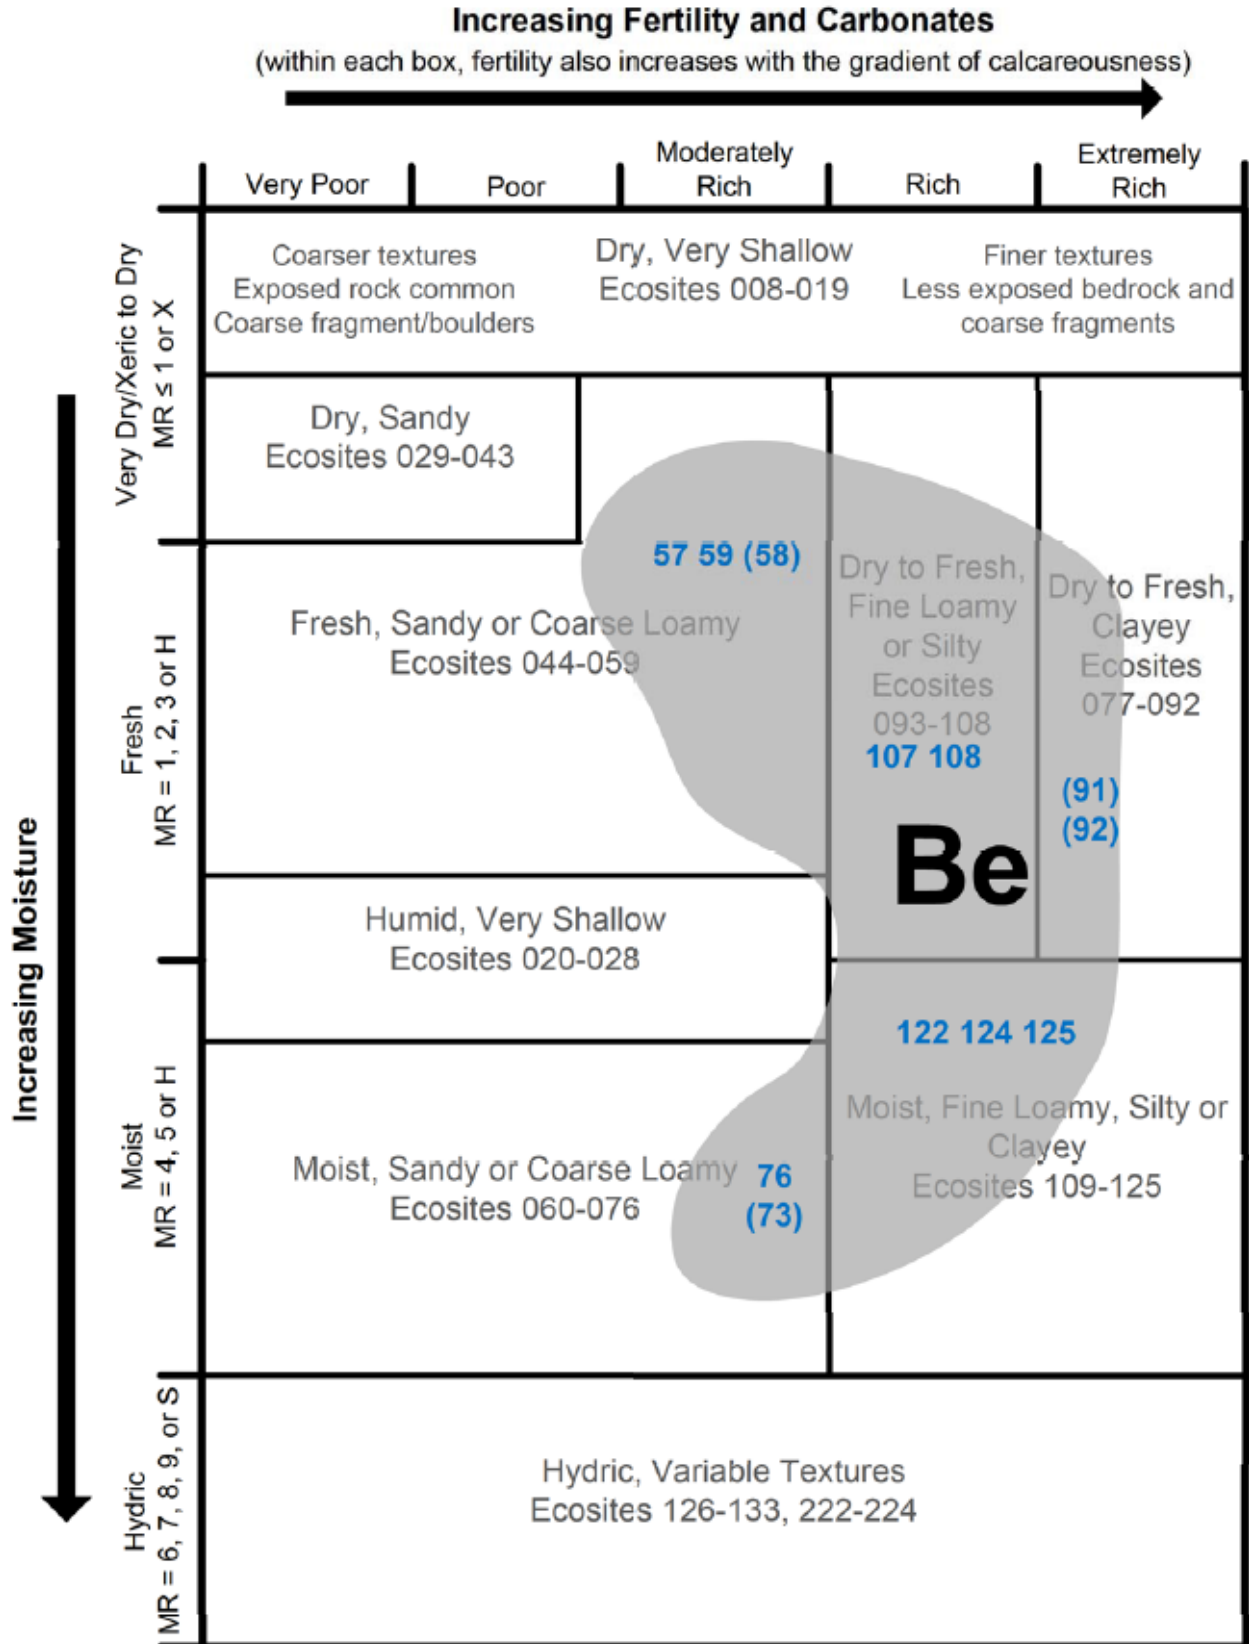 Increasing Fertility and Carbonates
(within each box, fertility also increases with the gradient of calcareousness)
Very Poor
Poor
Moderately
Rich
Rich
Extremely
Rich
Increasing Moisture
Very Dry/Xeric to Dry
MR ≤ 1 or X
Coarser textures
Exposed rock common
Coarse fragment/boulders
Dry, Very Shallow
Ecosites 008-019
Finer textures
Less exposed bedrock and
coarse fragments
Dry, Sandy
Ecosites 029-043
Fresh
MR = 1, 2, 3 or H
57 59 (58)
Fresh, Sandy or Coarse Loamy
Ecosites 044-059
Dry to Fresh,
Fine Loamy
or Silty
Ecosites
093-108
107 108
Dry to Fresh,
Clayey
Ecosites
077-092
(91)
(92)
Be
Humid, Very Shallow
Ecosites 020-028
Moist
MR = 4, 5 or H
122 124 125
Moist, Fine Loamy, Silty or
Clayey
Ecosites 109-125
Moist, Sandy or Coarse Loamy
Ecosites 060-076
76
(73)
Hydric
MR = 6, 7, 8, 9, or S
Hydric, Variable Textures
Ecosites 126-133, 222-224